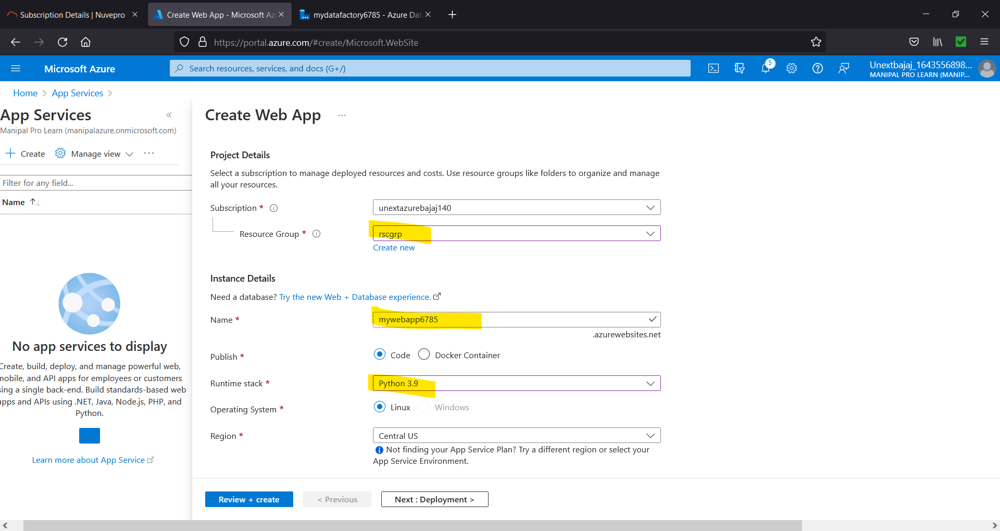 Subscription Details | Nuvepro
Create Web App - Microsoft Az
mydatafactory6785 - Azure Dat
https://portal.azure.com/#create/Microsoft.WebSite
Microsoft Azure
Search resources, services, and docs (G+/)
5
Unextbajaj_1643556898...
MANIPAL PRO LEARN (MANIP...
Home > App Services >
App Services
Manipal Pro Learn (manipalazure.onmicrosoft.com)
Create
Manage view
Filter for any field...
Name
No app services to display
Create, build, deploy, and manage powerful web,
mobile, and API apps for employees or customers
sing a single back-end. Build standards-based web
apps and APIs using .NET, Java, Node.js, PHP, and
Python.
Learn more about App Service
Create Web App
Project Details
Select a subscription to manage deployed resources and costs. Use resource groups like folders to organize and manage
all your resources.
Subscription *
unextazurebajaj140
Resource Group *
rscgrp
Create new
Instance Details
Need a database? Try the new Web + Database experience.
Name *
mywebapp6785
.azurewebsites.net
Publish *
Code
Docker Container
Runtime stack *
Python 3.9
Operating System *
Linux
Windows
Region *
Central US
Not finding your App Service Plan? Try a different region or select your
App Service Environment.
Review + create
< Previous
Next : Deployment >